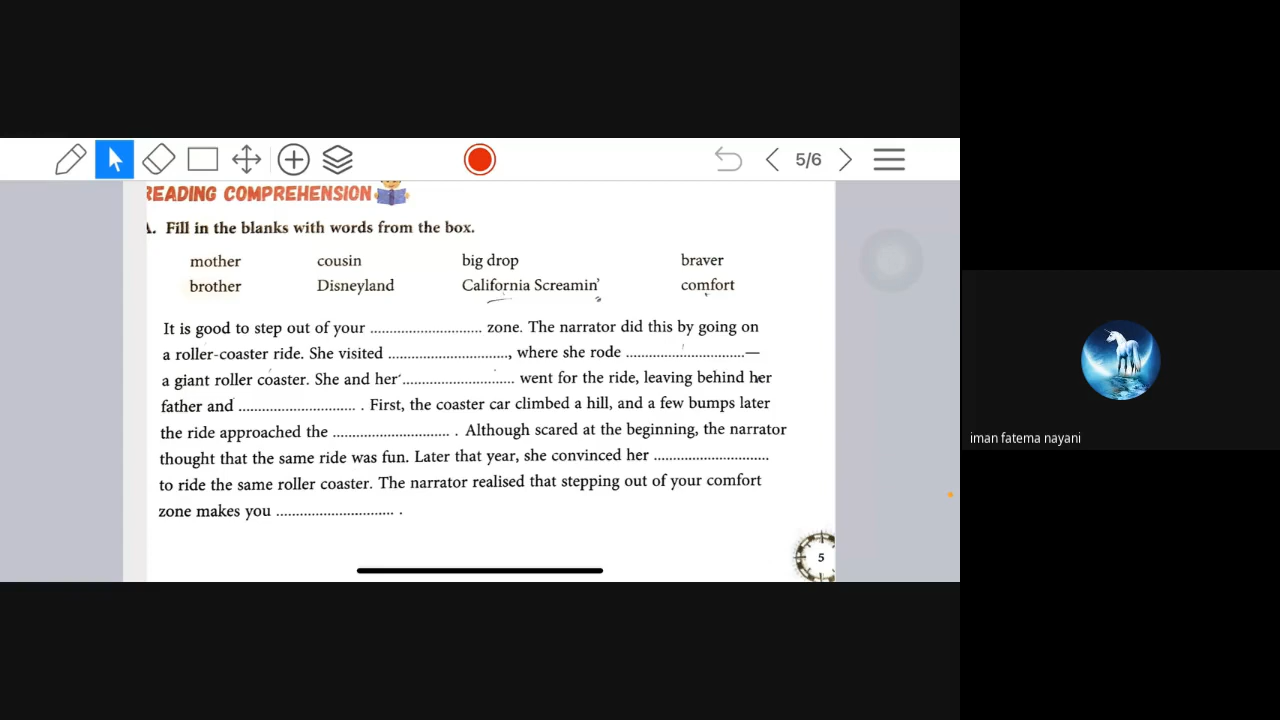 5/6
READING COMPREHENSION
A. Fill in the blanks with words from the box.
mother cousin big drop braver
brother Disneyland California Screamin' comfort
It is good to step out of your ............................ zone. The narrator did this by going on
a roller-coaster ride. She visited ..............................., where she rode ..............................—
a giant roller coaster. She and her ............................ went for the ride, leaving behind her
father and ............................. . First, the coaster car climbed a hill, and a few bumps later
the ride approached the ............................. . Although scared at the beginning, the narrator
thought that the same ride was fun. Later that year, she convinced her .............................
to ride the same roller coaster. The narrator realised that stepping out of your comfort
zone makes you ............................. .
5
iman fatema nayani